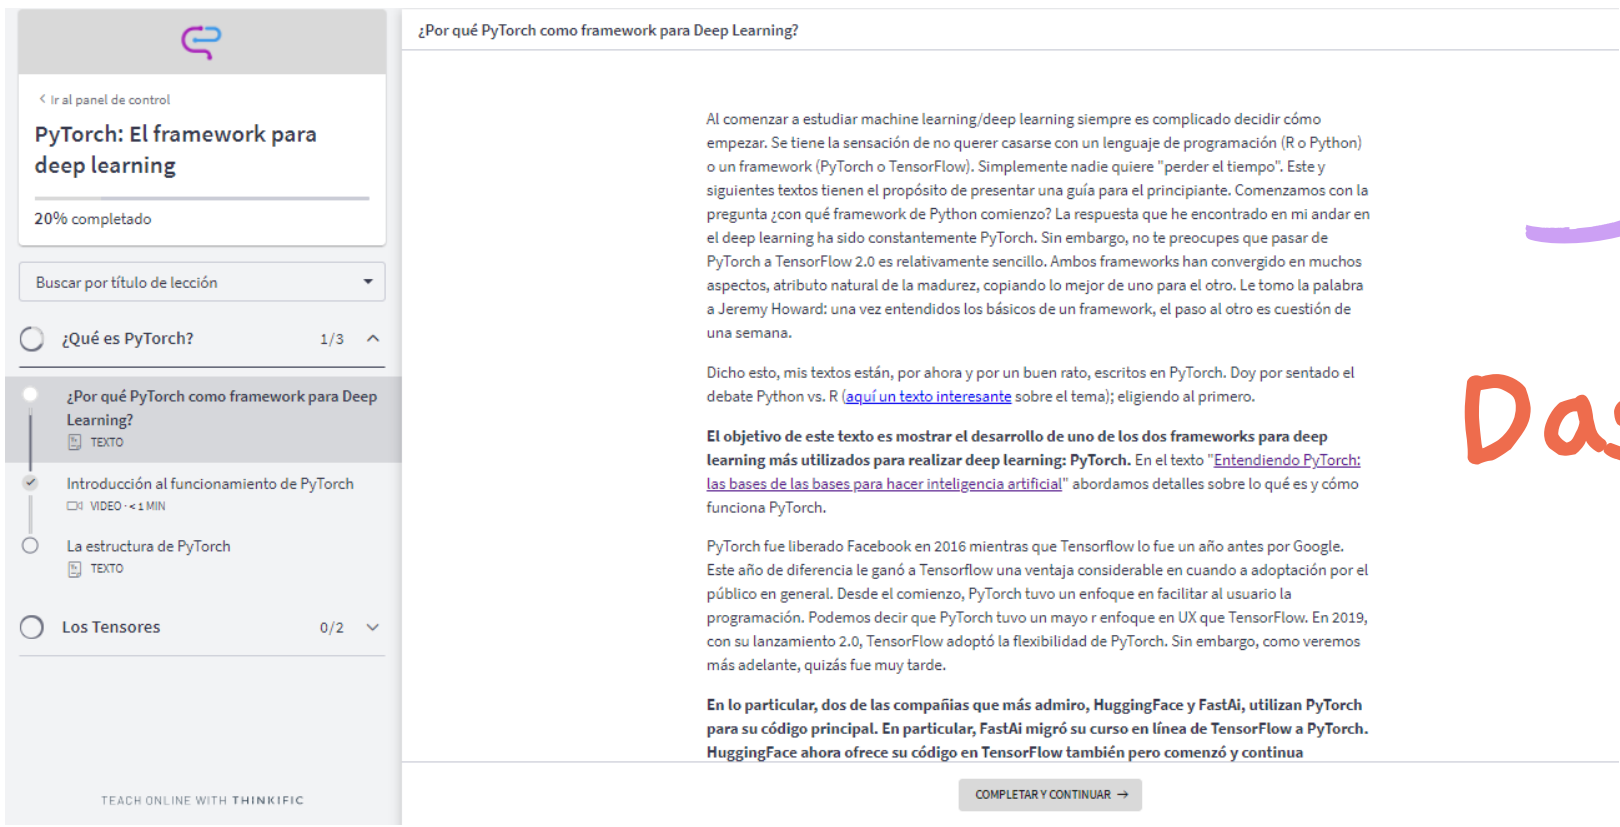 < Ir al panel de control
PyTorch: El framework para
deep learning
20% completado
Buscar por título de lección
¿Qué es PyTorch? 1/3
¿Por qué PyTorch como framework para Deep
Learning?
TEXTO
Introducción al funcionamiento de PyTorch
VIDEO · < 1 MIN
La estructura de PyTorch
TEXTO
Los Tensores 0/2
TEACH ONLINE WITH THINKIFIC
¿Por qué PyTorch como framework para Deep Learning?
Al comenzar a estudiar machine learning/deep learning siempre es complicado decidir cómo
empezar. Se tiene la sensación de no querer casarse con un lenguaje de programación (R o Python)
o un framework (PyTorch o TensorFlow). Simplemente nadie quiere "perder el tiempo". Este y
siguientes textos tienen el propósito de presentar una guía para el principiante. Comenzamos con la
pregunta ¿con qué framework de Python comienzo? La respuesta que he encontrado en mi andar en
el deep learning ha sido constantemente PyTorch. Sin embargo, no te preocupes que pasar de
PyTorch a TensorFlow 2.0 es relativamente sencillo. Ambos frameworks han convergido en muchos
aspectos, atributo natural de la madurez, copiando lo mejor de uno para el otro. Le tomo la palabra
a Jeremy Howard: una vez entendidos los básicos de un framework, el paso al otro es cuestión de
una semana.
Dicho esto, mis textos están, por ahora y por un buen rato, escritos en PyTorch. Doy por sentado el
debate Python vs. R (aquí un texto interesante sobre el tema); eligiendo al primero.
El objetivo de este texto es mostrar el desarrollo de uno de los dos frameworks para deep
learning más utilizados para realizar deep learning: PyTorch. En el texto "Entendiendo PyTorch:
las bases de las bases para hacer inteligencia artificial" abordamos detalles sobre lo qué es y cómo
funciona PyTorch.
PyTorch fue liberado Facebook en 2016 mientras que Tensorflow lo fue un año antes por Google.
Este año de diferencia le ganó a Tensorflow una ventaja considerable en cuando a adoptación por el
público en general. Desde el comienzo, PyTorch tuvo un enfoque en facilitar al usuario la
programación. Podemos decir que PyTorch tuvo un mayo r enfoque en UX que TensorFlow. En 2019,
con su lanzamiento 2.0, TensorFlow adoptó la flexibilidad de PyTorch. Sin embargo, como veremos
más adelante, quizás fue muy tarde.
En lo particular, dos de las compañias que más admiro, HuggingFace y FastAi, utilizan PyTorch
para su código principal. En particular, FastAi migró su curso en línea de TensorFlow a PyTorch.
HuggingFace ahora ofrece su código en TensorFlow también pero comenzó y continua
COMPLETAR Y CONTINUAR →
Das